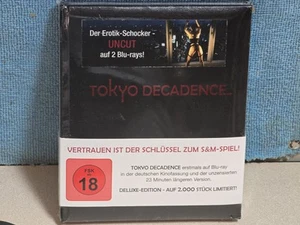 Der Erotik-Schocker -
UNCUT
auf 2 Blu-rays!
TOKYO DECADENCE
VERTRAUEN IST DER SCHLÜSSEL ZUM S&M-SPIEL!
FSK
ab
18
TOKYO DECADENCE erstmals auf Blu-ray
in der deutschen Kinofassung und der unzensierten
23 Minuten längeren Version.
DELUXE-EDITION - AUF 2.000 STÜCK LIMITIERT!